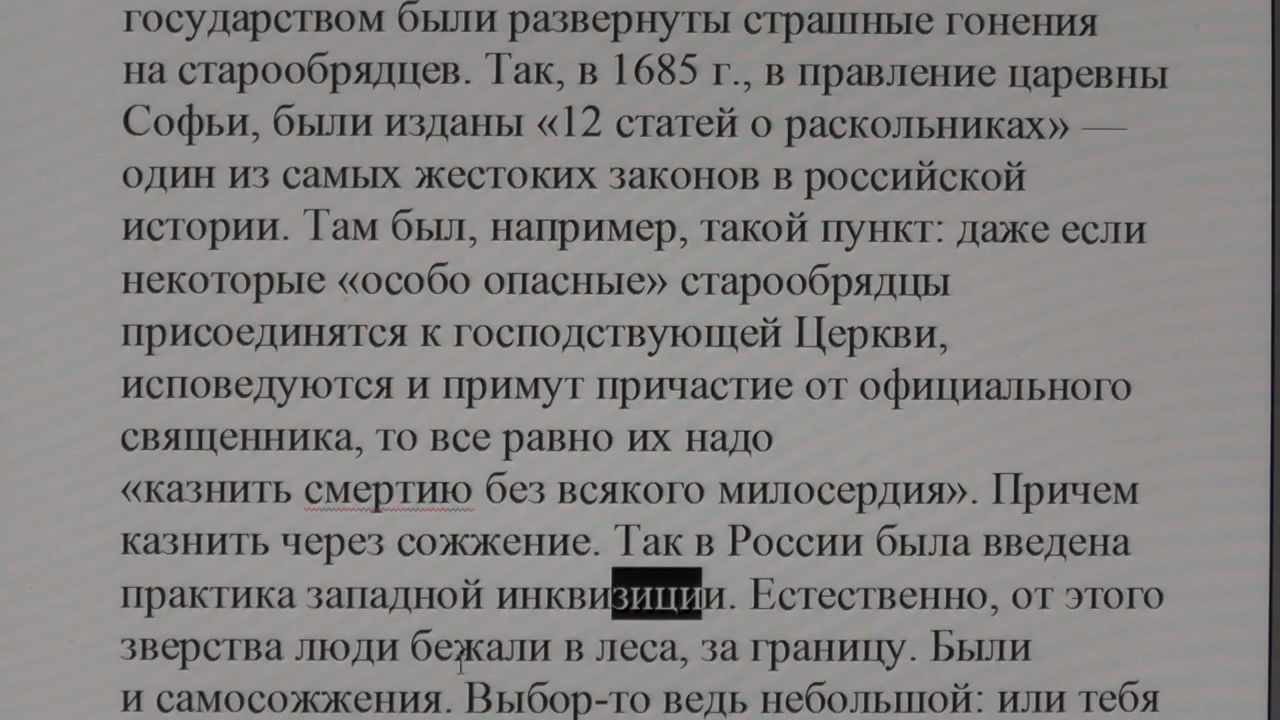 государством были развернуты страшные гонения
на старообрядцев. Так, в 1685 г., в правление царевны
Софьи, были изданы «12 статей о раскольниках» —
один из самых жестоких законов в российской
истории. Там был, например, такой пункт: даже если
некоторые «особо опасные» старообрядцы
присоединятся к господствующей Церкви,
исповедуются и примут причастие от официального
священника, то все равно их надо
«казнить смертию без всякого милосердия». Причем
казнить через сожжение. Так в России была введена
практика западной инквизиции. Естественно, от этого
зверства люди бежали в леса, за границу. Были
и самосожжения. Выбор-то ведь небольшой: или тебя